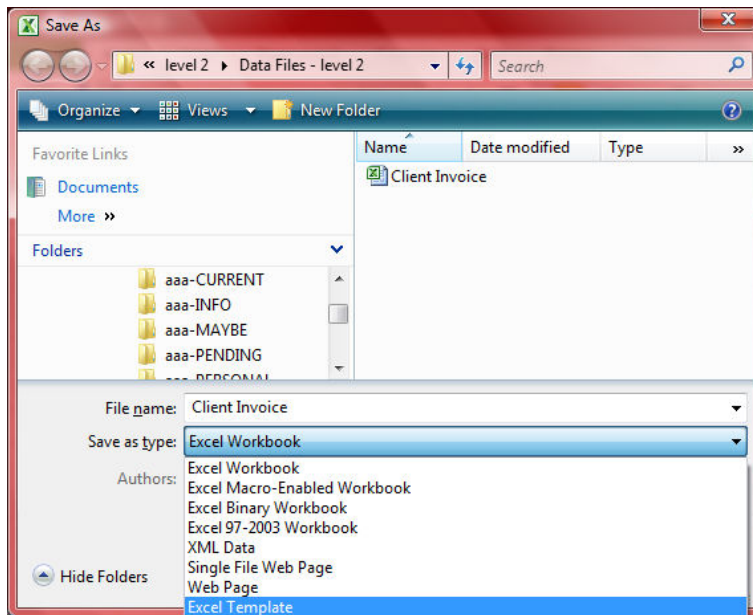 Save As
« level 2 ▸ Data Files - level 2
Search
Organize
Views
New Folder
Favorite Links
Documents
More »
Folders
aaa-CURRENT
aaa-INFO
aaa-MAYBE
aaa-PENDING
aaa-PERSONAL
Name
Date modified
Type
»
Client Invoice
File name: Client Invoice
Save as type: Excel Workbook
Authors:
Excel Workbook
Excel Macro-Enabled Workbook
Excel Binary Workbook
Excel 97-2003 Workbook
XML Data
Single File Web Page
Web Page
Excel Template
Hide Folders